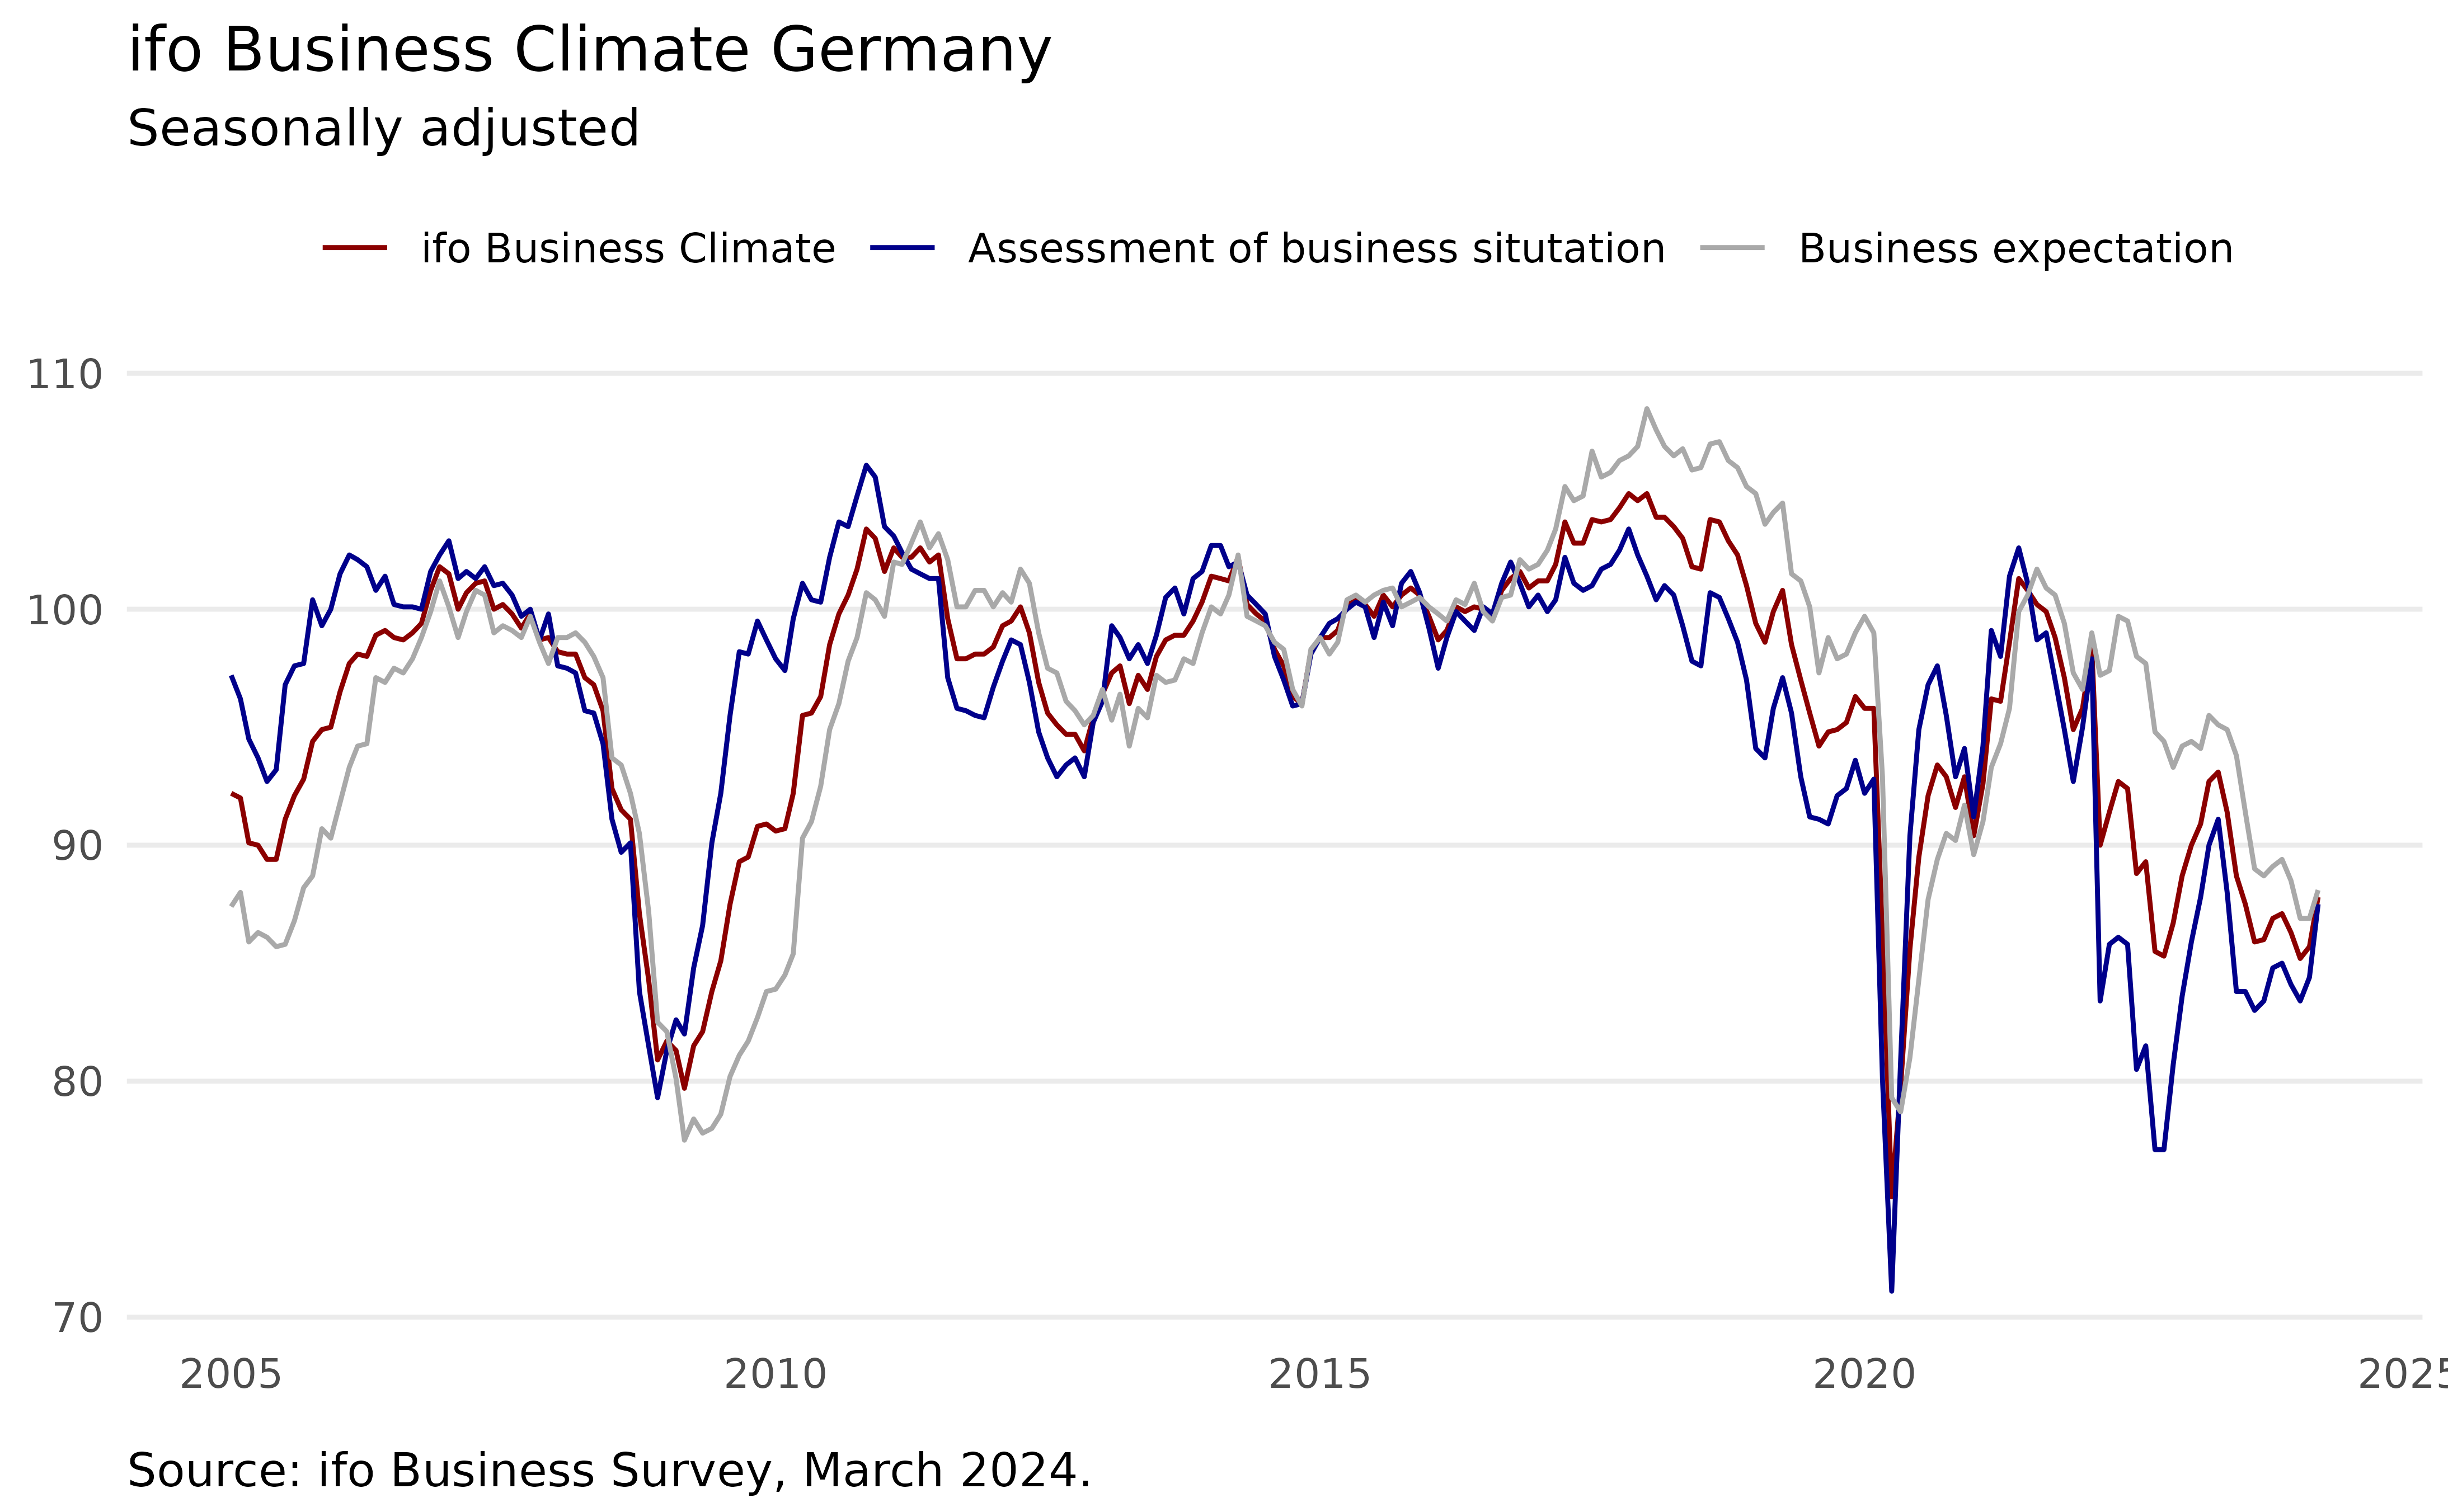 ifo Business Climate Germany
Seasonally adjusted
ifo Business Climate Assessment of business situtation Business expectation
110
100
90
80
70
2005 2010 2015 2020 2025
Source: ifo Business Survey, March 2024.